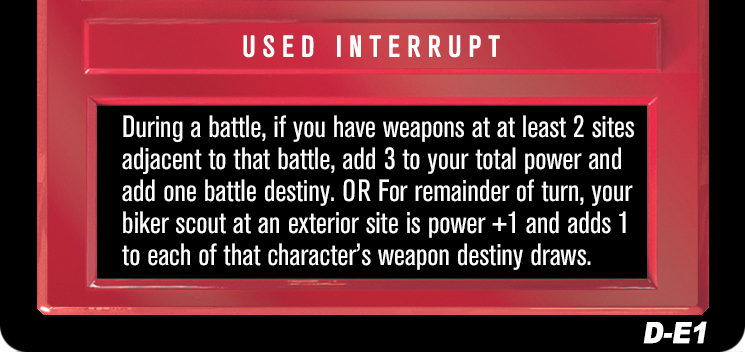 USED INTERRUPT
During a battle, if you have weapons at at least 2 sites
adjacent to that battle, add 3 to your total power and
add one battle destiny. OR For remainder of turn, your
biker scout at an exterior site is power +1 and adds 1
to each of that character’s weapon destiny draws.
D-E1